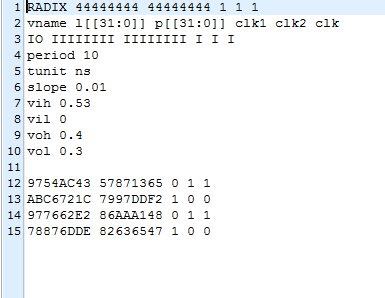 1 RADIX 44444444 44444444 1 1 1
2 vname l[[31:0]] p[[31:0]] clk1 clk2 clk
3 IO IIIIIIII IIIIIIII I I I
4 period 10
5 tunit ns
6 slope 0.01
7 vih 0.53
8 vil 0
9 voh 0.4
10 vol 0.3
11
12 9754AC43 57871365 0 1 1
13 ABC6721C 7997DDF2 1 0 0
14 977662E2 86AAA148 0 1 1
15 78876DDE 82636547 1 0 0